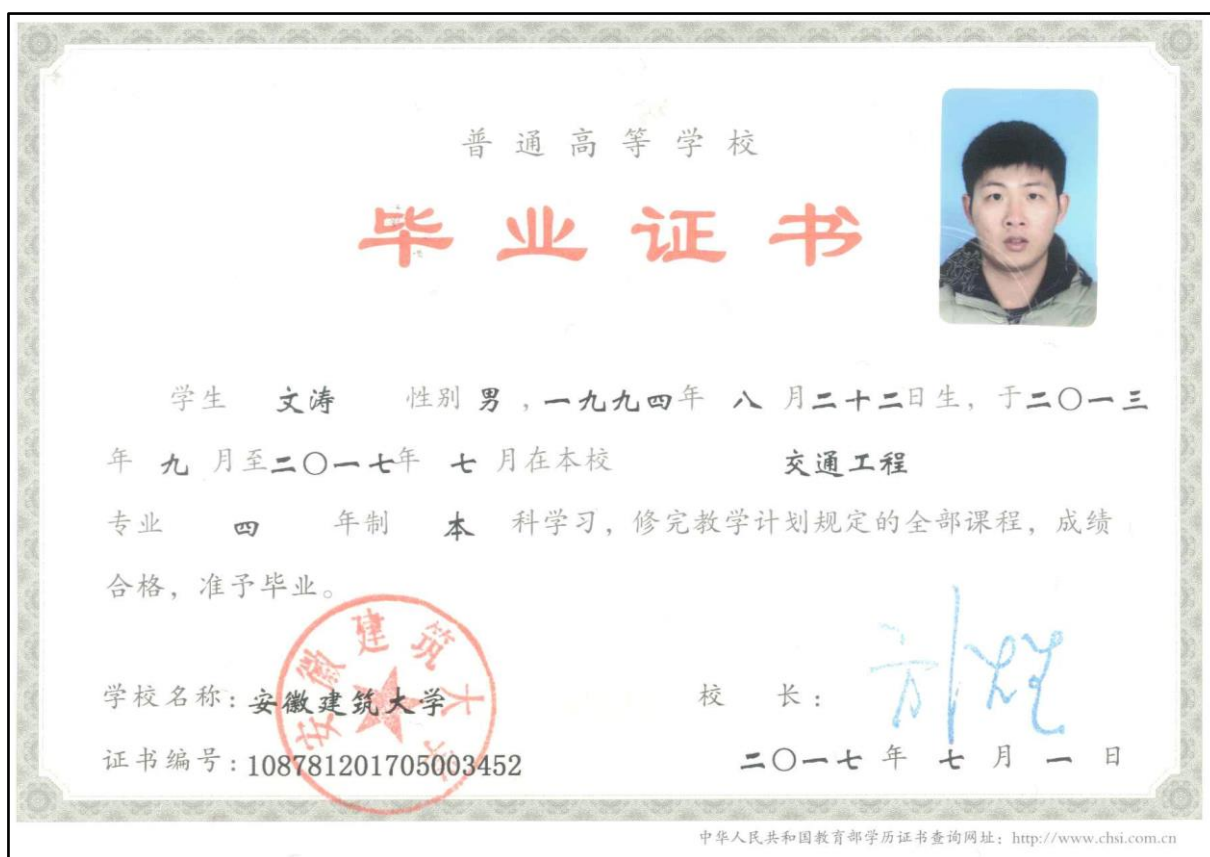 普通高等学校
毕业证书
学生 文涛 性别 男，一九九四年 八 月二十二日生，于二〇一三
年 九 月至二〇一七年 七 月在本校 交通工程
专业 四 年制 本 科学习，修完教学计划规定的全部课程，成绩
合格，准予毕业。
安徽建筑大学
学校名称：安徽建筑大学
校 长：
证书编号：108781201705003452
二〇一七年 七 月 一 日
中华人民共和国教育部学历证书查询网址：http://www.chsi.com.cn